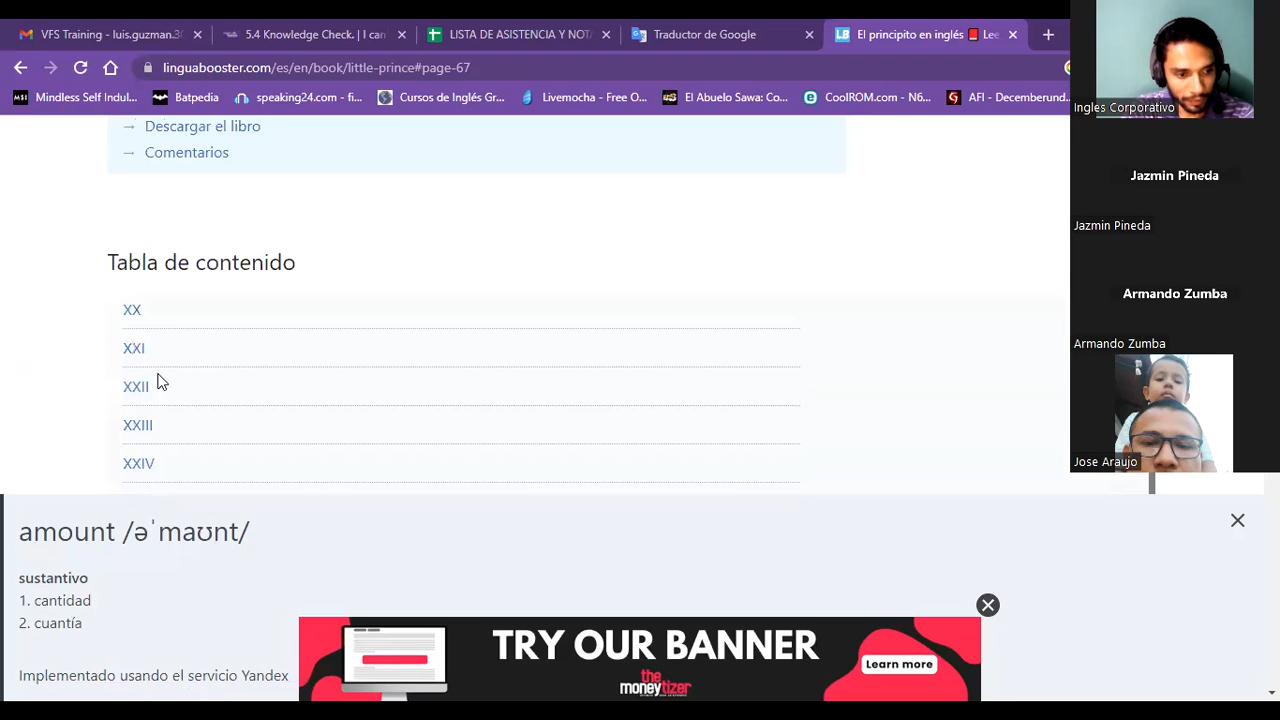 VFS Training - luis.guzman.3
5.4 Knowledge Check. | I can
LISTA DE ASISTENCIA Y NOTA
Traductor de Google
LB El principito en inglés Lee
linguabooster.com/es/en/book/little-prince#page-67
MSI Mindless Self Indul...
Batpedia
speaking24.com - fi...
Cursos de Inglés Gr...
Livemocha - Free O...
El Abuelo Sawa: Co...
CoolROM.com - N6...
AFI - Decemberund...
→ Descargar el libro
→ Comentarios
Tabla de contenido
XX
XXI
XXII
XXIII
XXIV
amount /əˈmaʊnt/
sustantivo
1. cantidad
2. cuantía
Implementado usando el servicio Yandex
TRY OUR BANNER
the
moneytizer
Learn more
Ingles Corporativo
Jazmin Pineda
Jazmin Pineda
Armando Zumba
Armando Zumba
Jose Araujo